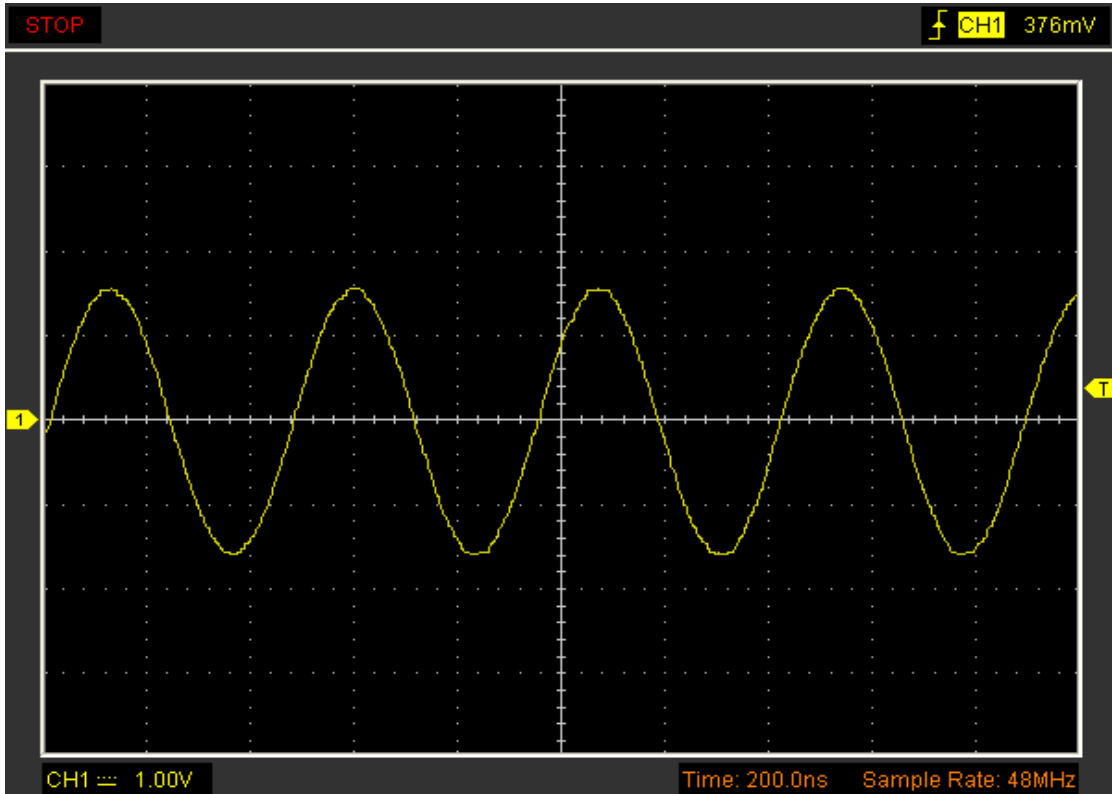 STOP
CH1 376mV
1
T
CH1 1.00V
Time: 200.0ns Sample Rate: 48MHz